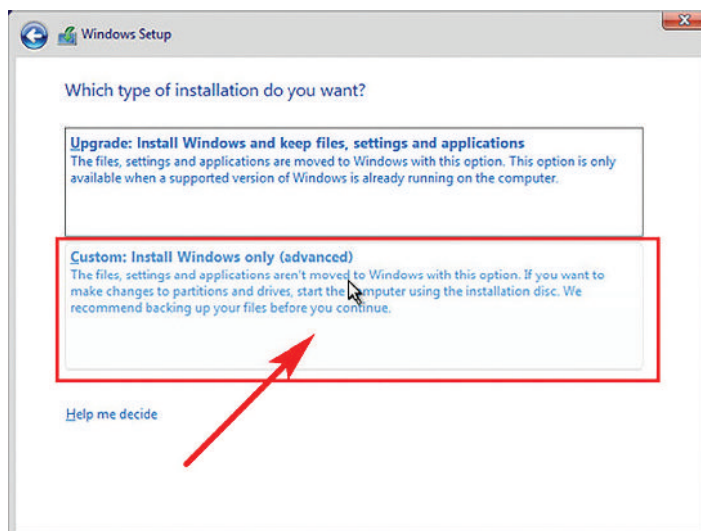 Windows Setup
Which type of installation do you want?
Upgrade: Install Windows and keep files, settings and applications
The files, settings and applications are moved to Windows with this option. This option is only
available when a supported version of Windows is already running on the computer.
Custom: Install Windows only (advanced)
The files, settings and applications aren't moved to Windows with this option. If you want to
make changes to partitions and drives, start the computer using the installation disc. We
recommend backing up your files before you continue.
Help me decide